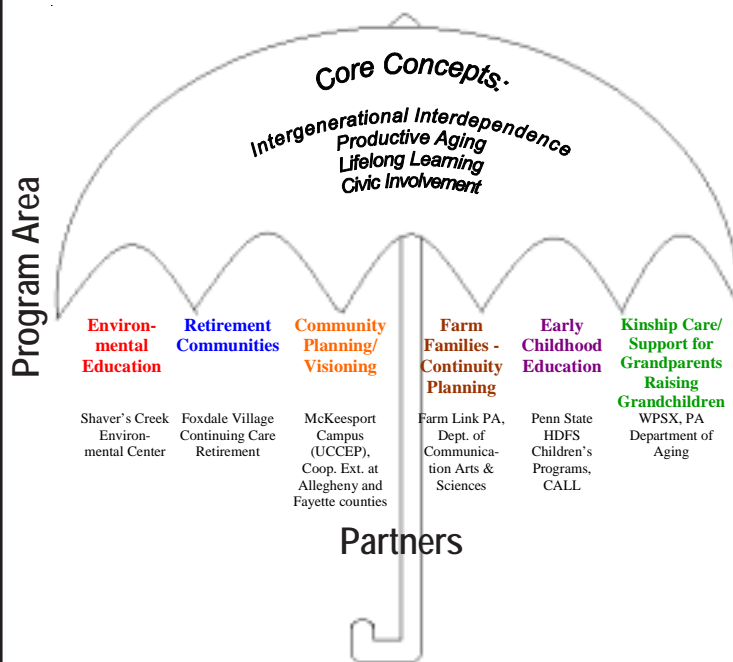 Core Concepts:
Intergenerational Interdependence
Productive Aging
Lifelong Learning
Civic Involvement
Program Area
Environ-
mental
Education
Retirement
Communities
Community
Planning/
Visioning
Farm
Families -
Continuity
Planning
Early
Childhood
Education
Kinship Care/
Support for
Grandparents
Raising
Grandchildren
Shaver's Creek
Environ-
mental Center
Foxdale Village
Continuing Care
Retirement
McKeesport
Campus
(UCCEP),
Coop. Ext. at
Allegheny and
Fayette counties
Farm Link PA,
Dept. of
Communica-
tion Arts &
Sciences
Penn State
HDFS
Children's
Programs,
CALL
WPSX, PA
Department of
Aging
Partners